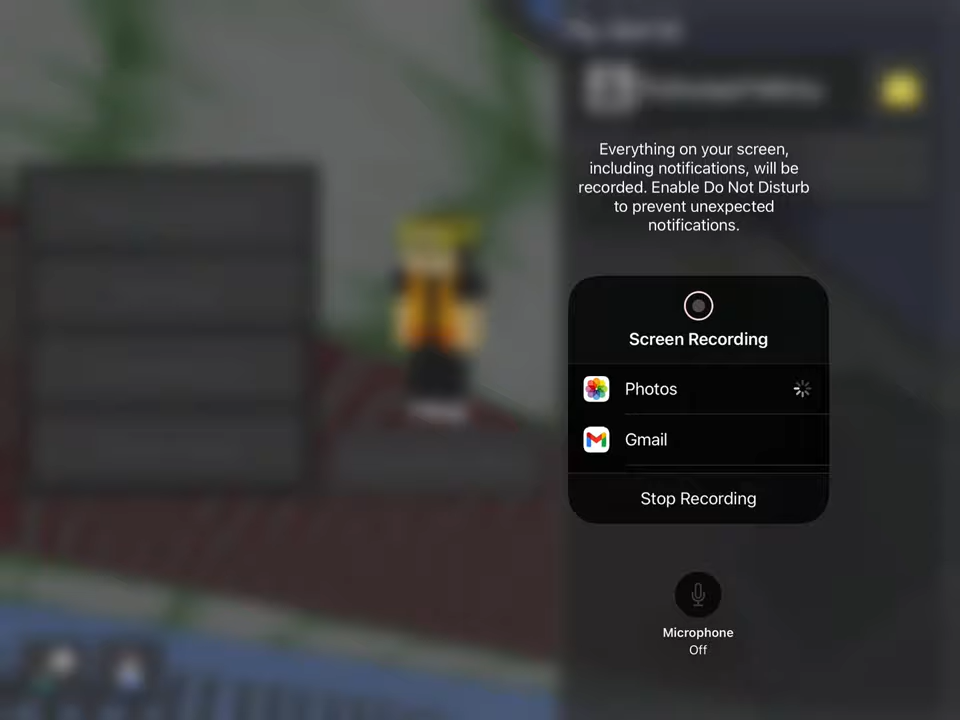 Everything on your screen,
including notifications, will be
recorded. Enable Do Not Disturb
to prevent unexpected
notifications.
Screen Recording
Photos
Gmail
Stop Recording
Microphone
Off